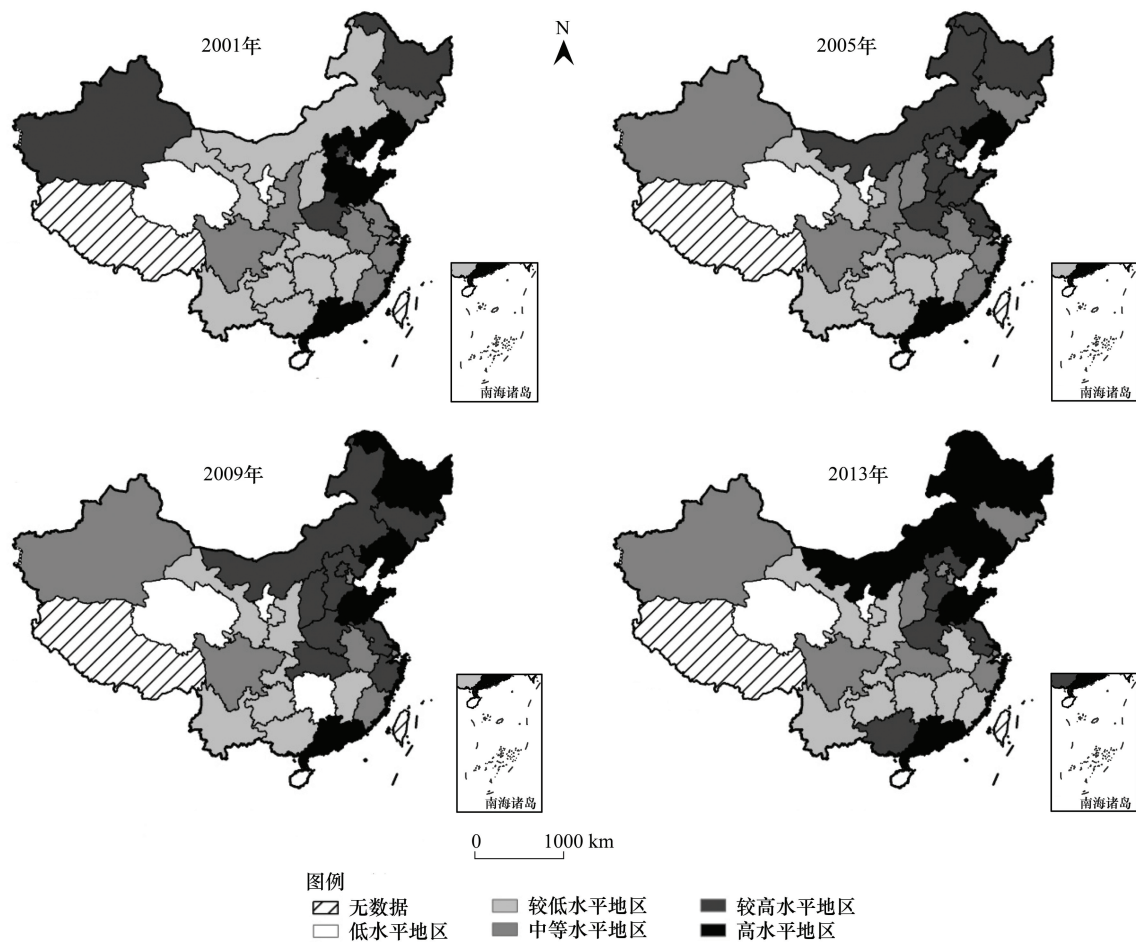 2001年
N
2005年
南海诸岛
南海诸岛
2009年
2013年
南海诸岛
南海诸岛
0 1000 km
图例
无数据
较低水平地区
较高水平地区
低水平地区
中等水平地区
高水平地区